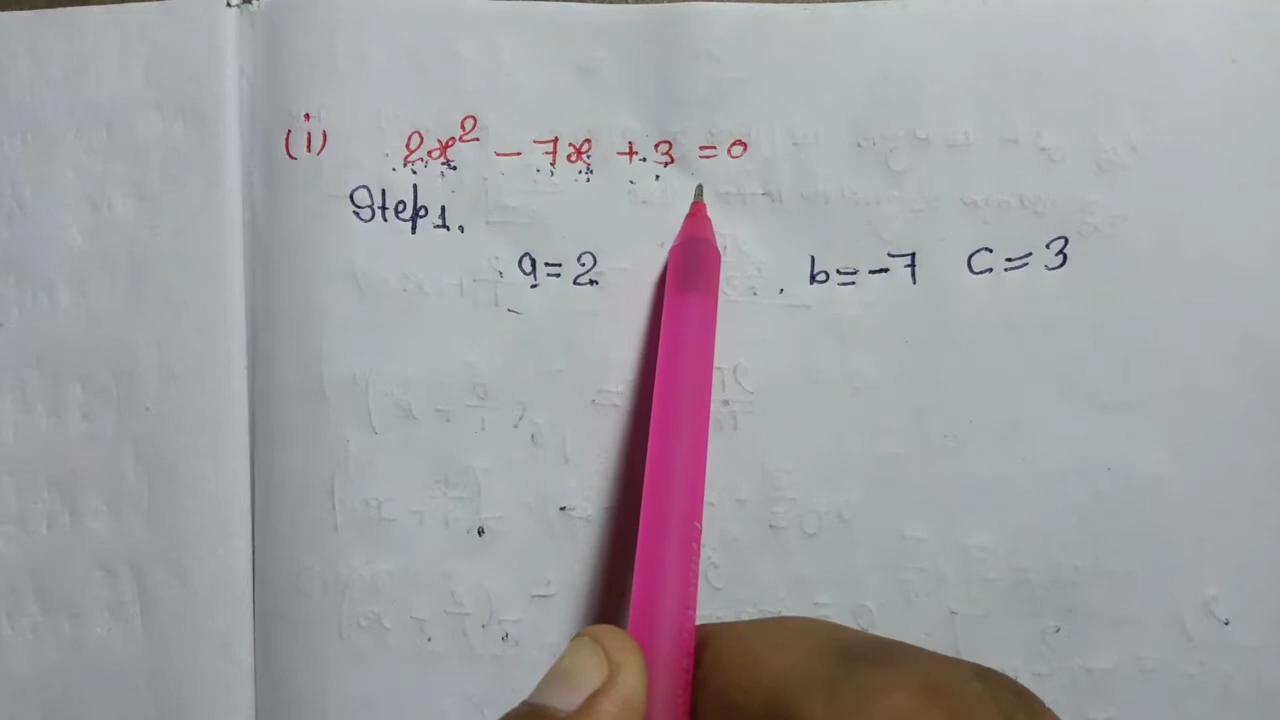 (i) 2x² - 7x + 3 = 0
Step 1.
a = 2 b = -7 c = 3